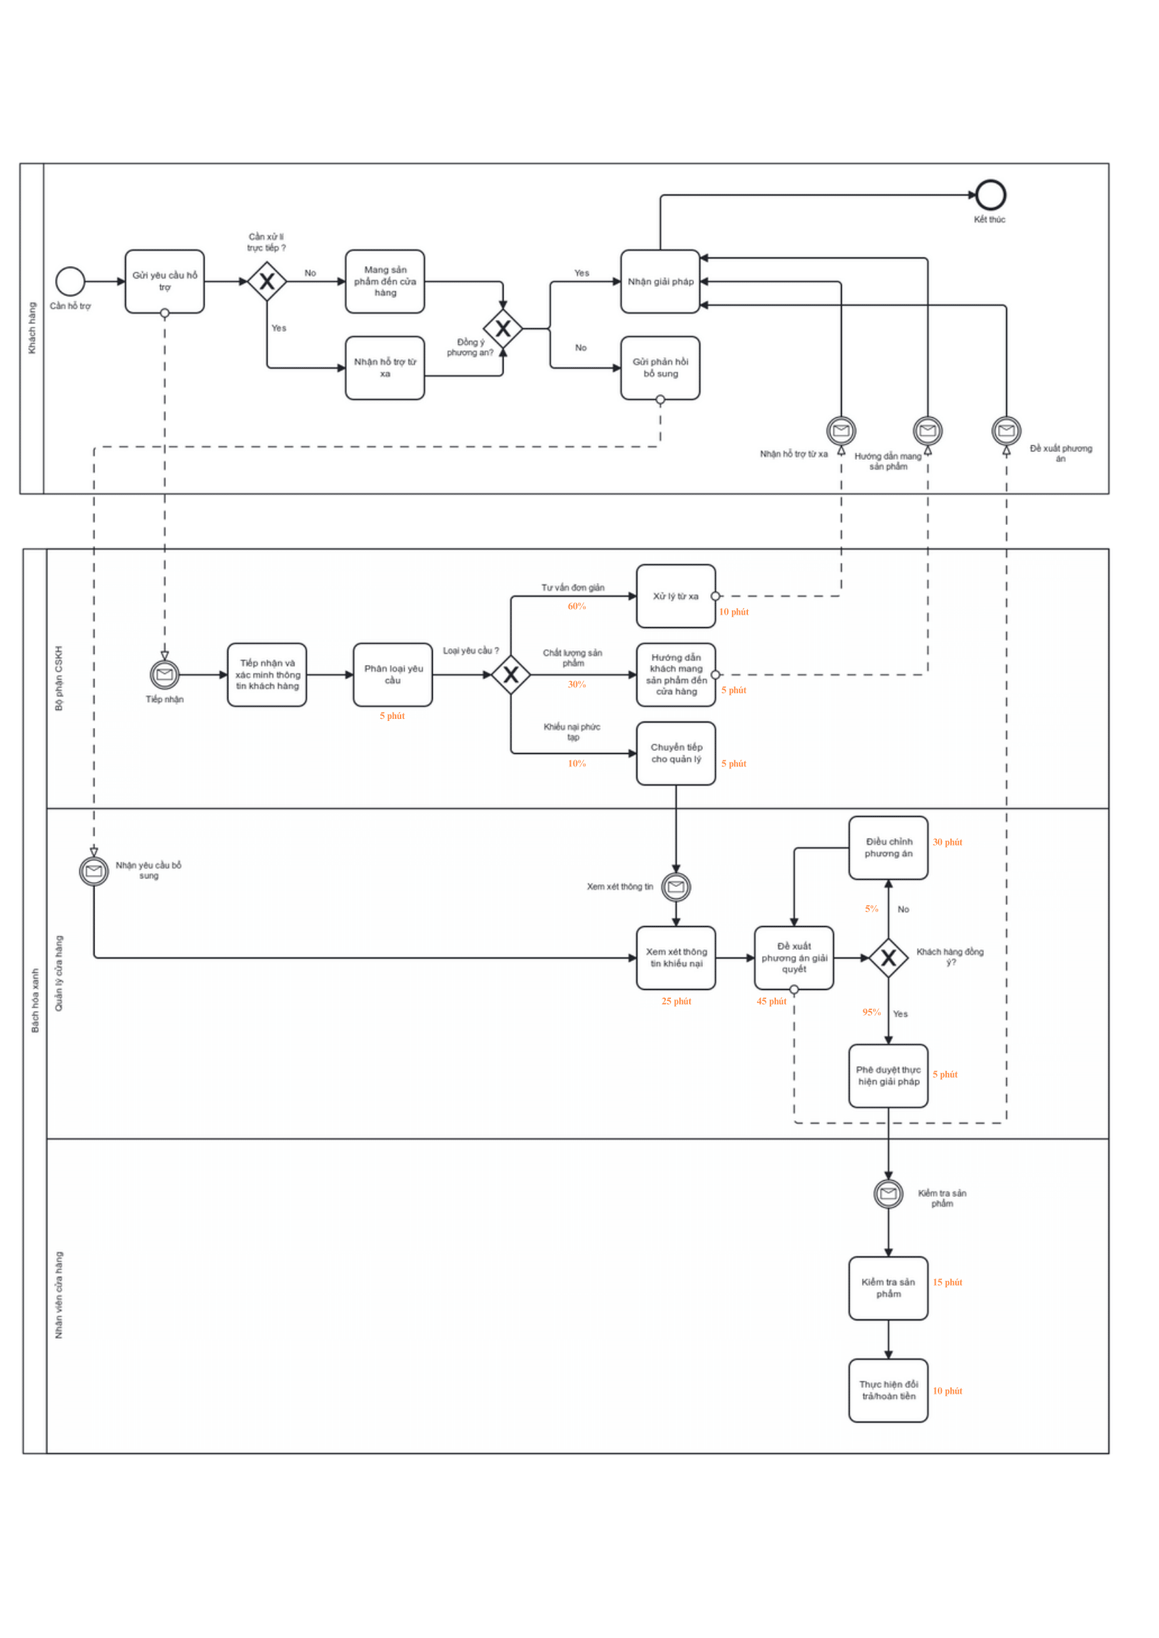 Khách hàng
Cần hỗ trợ
Gửi yêu cầu hỗ
trợ
Cần xử lí
trực tiếp ?
No
Yes
Mang sản
phẩm đến cửa
hàng
Nhận hỗ trợ từ
xa
Đồng ý
phương an?
Yes
No
Nhận giải pháp
Gửi phản hồi
bổ sung
Kết thúc
Nhận hỗ trợ từ xa
Hướng dẫn mang
sản phẩm
Đề xuất phương
án
Bách hóa xanh
Bộ phận CSKH
Tiếp nhận
Tiếp nhận và
xác minh thông
tin khách hàng
Phân loại yêu
cầu
5 phút
Loại yêu cầu ?
Tư vấn đơn giản
60%
Xử lý từ xa
10 phút
Chất lượng sản
phẩm
30%
Hướng dẫn
khách mang
sản phẩm đến
cửa hàng
5 phút
Khiếu nại phức
tạp
10%
Chuyển tiếp
cho quản lý
5 phút
Quản lý cửa hàng
Nhận yêu cầu bổ
sung
Xem xét thông tin
Xem xét thông
tin khiếu nại
25 phút
Đề xuất
phương án giải
quyết
45 phút
Điều chỉnh
phương án
30 phút
5%
No
Khách hàng đồng
ý?
95%
Yes
Phê duyệt thực
hiện giải pháp
5 phút
Nhân viên cửa hàng
Kiểm tra sản
phẩm
Kiểm tra sản
phẩm
15 phút
Thực hiện đổi
trả/hoàn tiền
10 phút